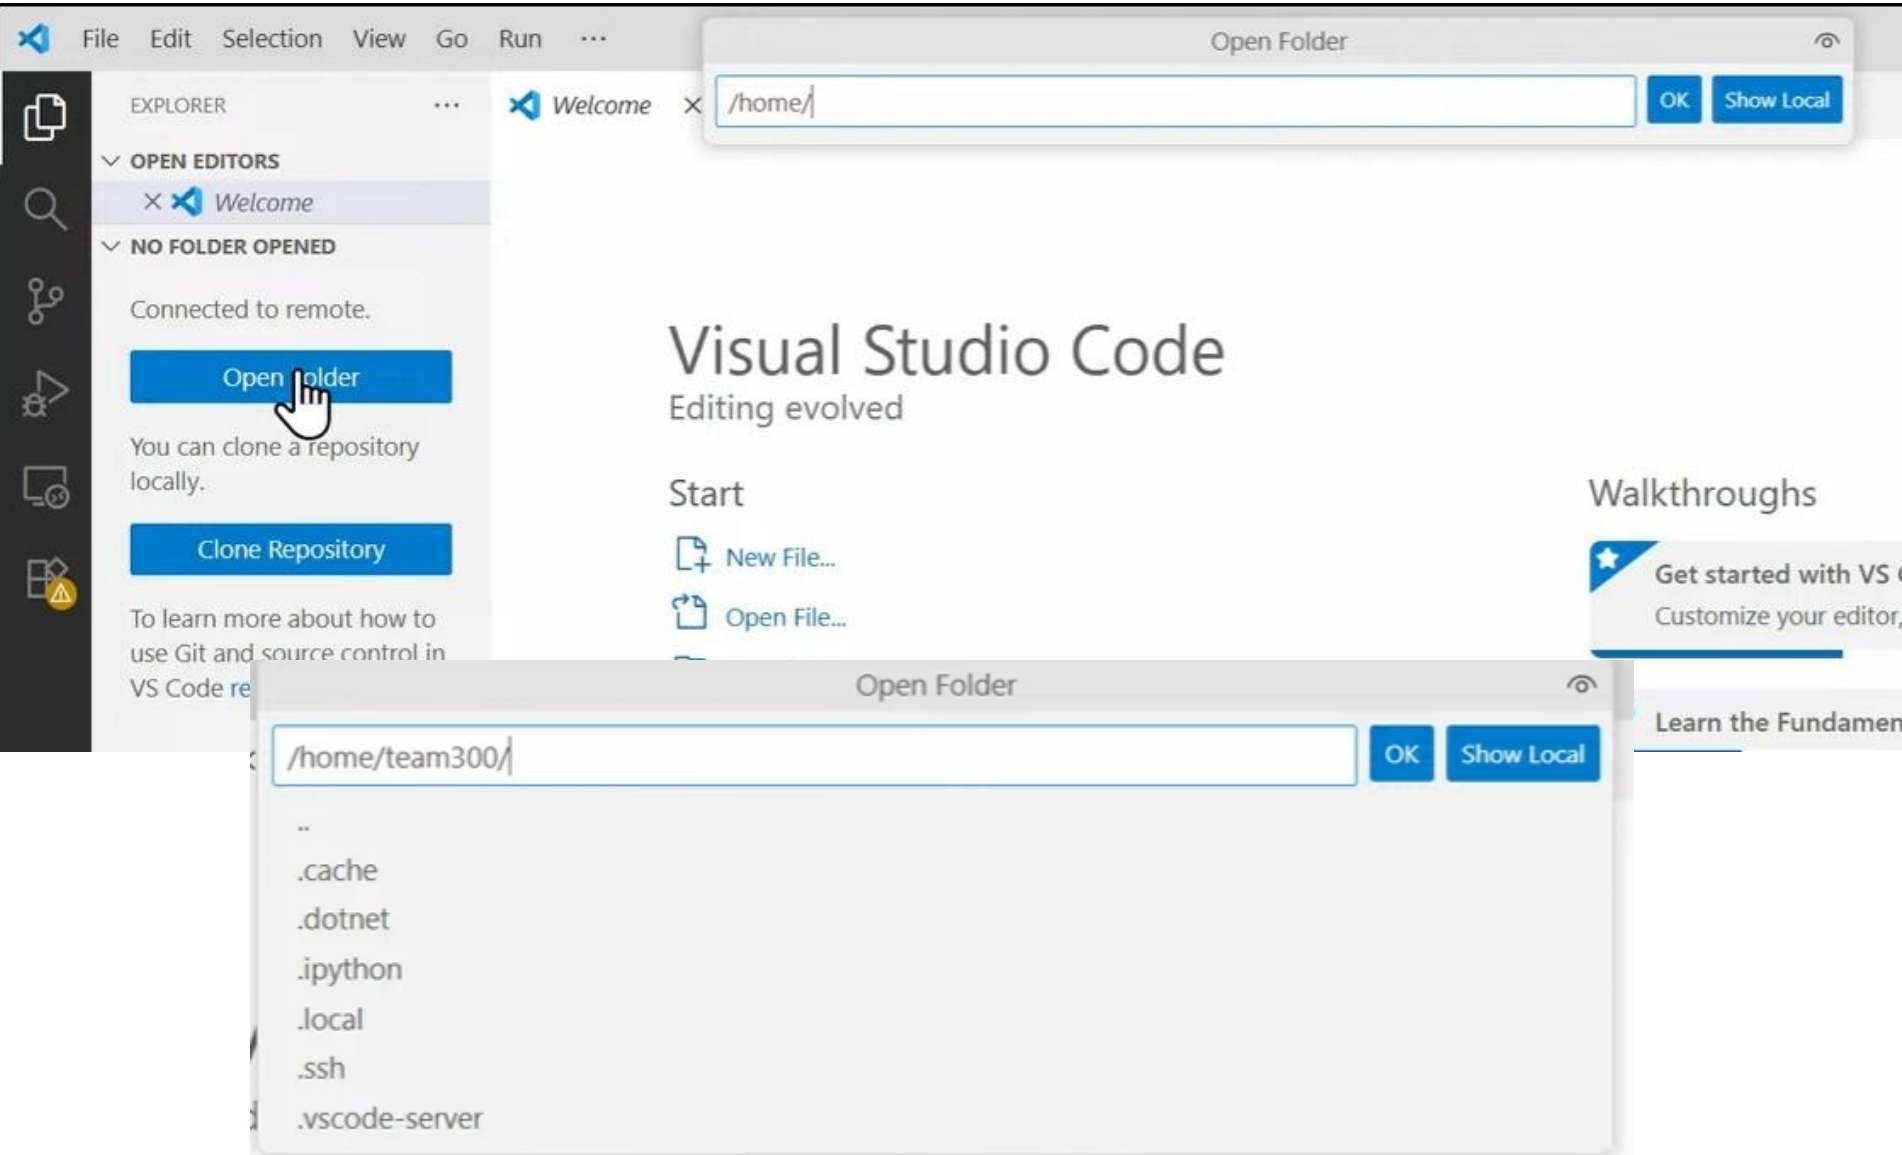 File Edit Selection View Go Run ...
Open Folder
/home/
OK Show Local
EXPLORER ...
Welcome
OPEN EDITORS
Welcome
NO FOLDER OPENED
Connected to remote.
Open Folder
You can clone a repository
locally.
Clone Repository
To learn more about how to
use Git and source control in
VS Code re
Visual Studio Code
Editing evolved
Start
New File...
Open File...
Walkthroughs
Get started with VS
Customize your editor,
Learn the Fundamen
Open Folder
/home/team300/
OK Show Local
..
.cache
.dotnet
.ipython
.local
.ssh
.vscode-server